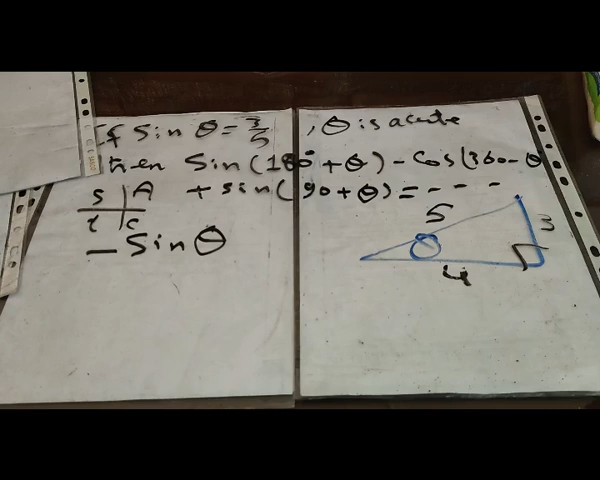 If Sin θ = 3/5 , θ is acute
then Sin(180° + θ) - Cos(360 - θ
+ sin(90 + θ) = - - -
S | A
t | c
- Sin θ
5
3
θ
4